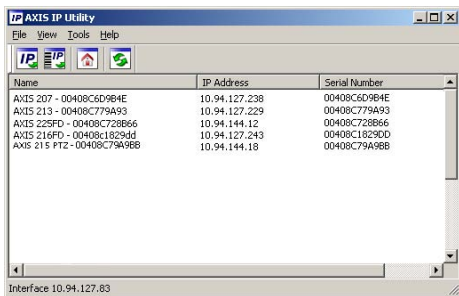 IP AXIS IP Utility
File View Tools Help
IP IP
Name IP Address Serial Number
AXIS 207 - 00408C6D9B4E 10.94.127.238 00408C6D9B4E
AXIS 213 - 00408C779A93 10.94.127.229 00408C779A93
AXIS 225FD - 00408C728B66 10.94.144.12 00408C728B66
AXIS 216FD - 00408c1829dd 10.94.127.243 00408C1829DD
AXIS 215 PTZ - 00408C79A9BB 10.94.144.18 00408C79A9BB
Interface 10.94.127.83